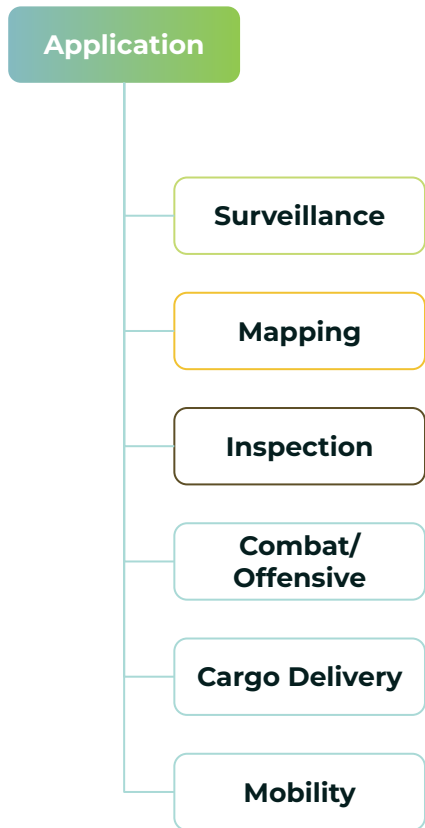 Application
Surveillance
Mapping
Inspection
Combat/
Offensive
Cargo Delivery
Mobility